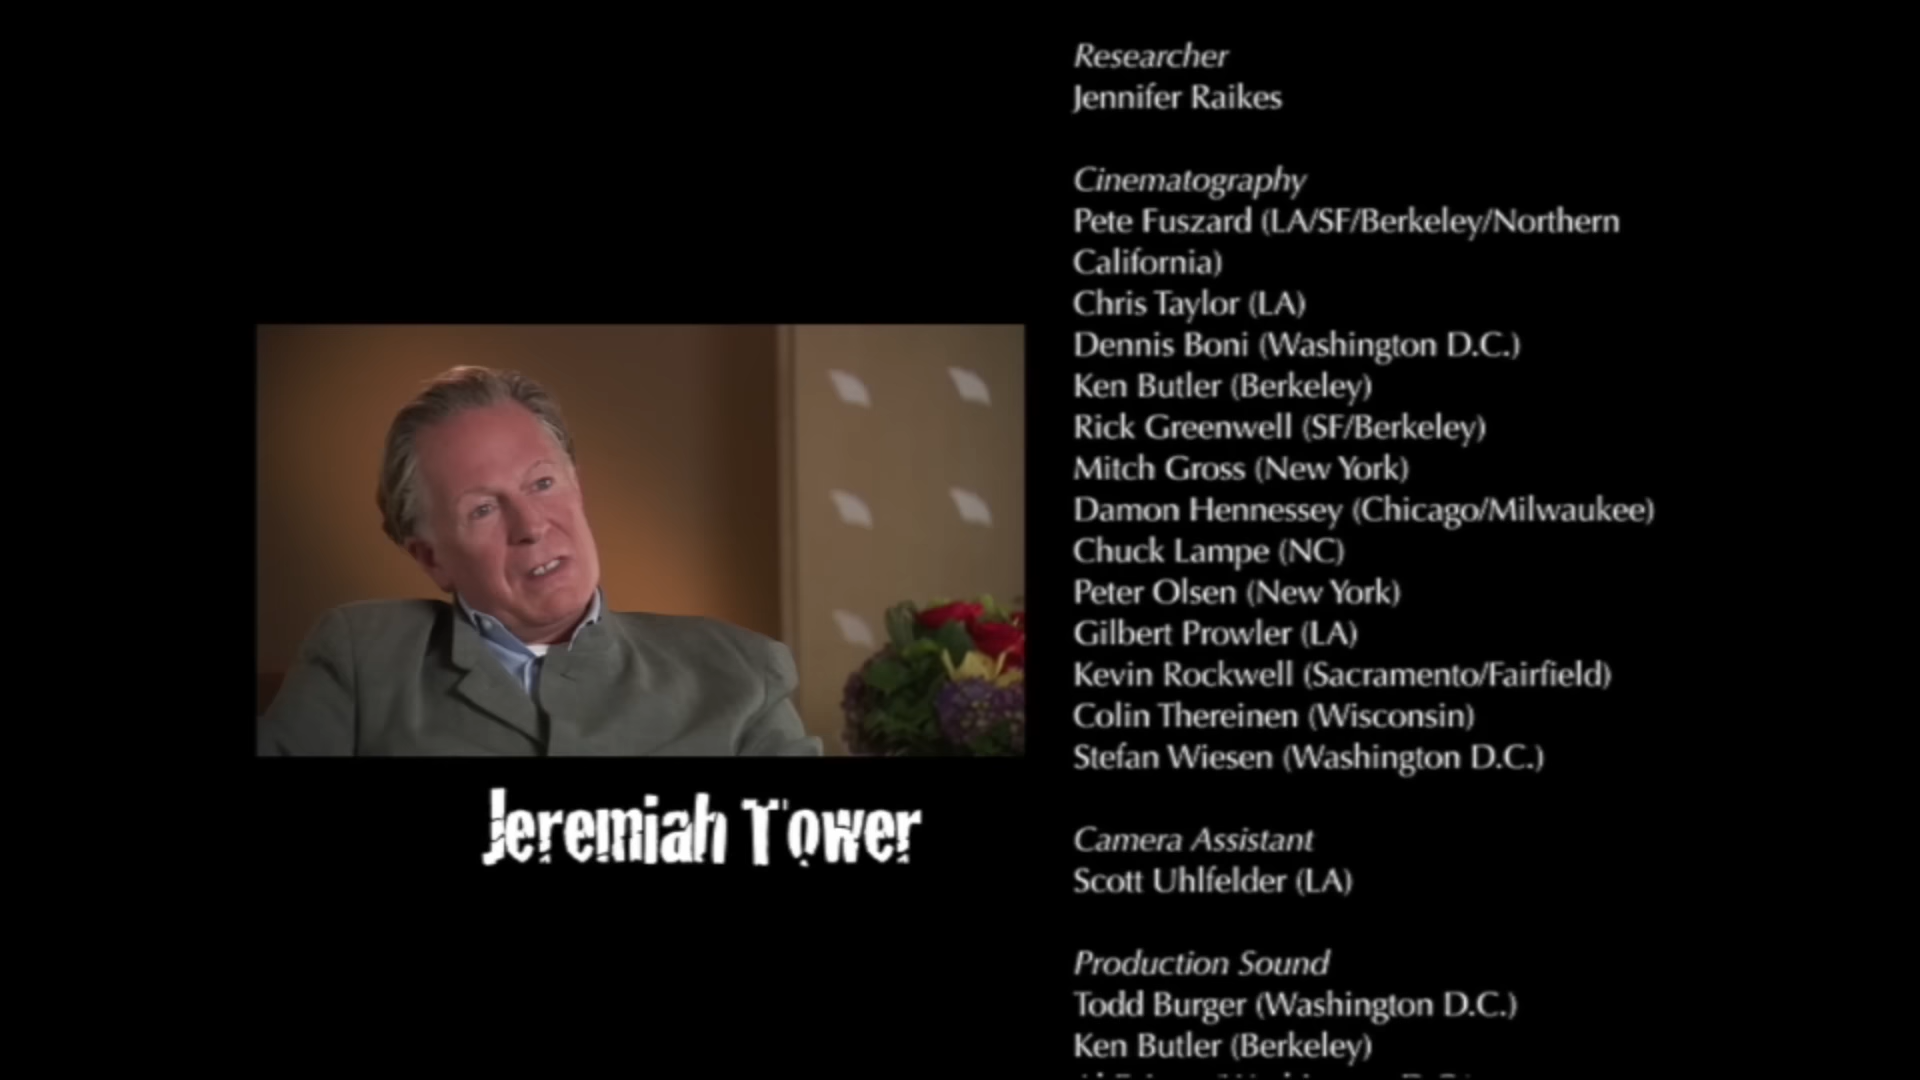 Researcher
Jennifer Raikes
Cinematography
Pete Fuszard (LA/SF/Berkeley/Northern
California)
Chris Taylor (LA)
Dennis Boni (Washington D.C.)
Ken Butler (Berkeley)
Rick Greenwell (SF/Berkeley)
Mitch Gross (New York)
Damon Hennessey (Chicago/Milwaukee)
Chuck Lampe (NC)
Peter Olsen (New York)
Gilbert Prowler (LA)
Kevin Rockwell (Sacramento/Fairfield)
Colin Thereinen (Wisconsin)
Stefan Wiesen (Washington D.C.)
Camera Assistant
Scott Uhlfelder (LA)
Production Sound
Todd Burger (Washington D.C.)
Ken Butler (Berkeley)
Jeremiah Tower